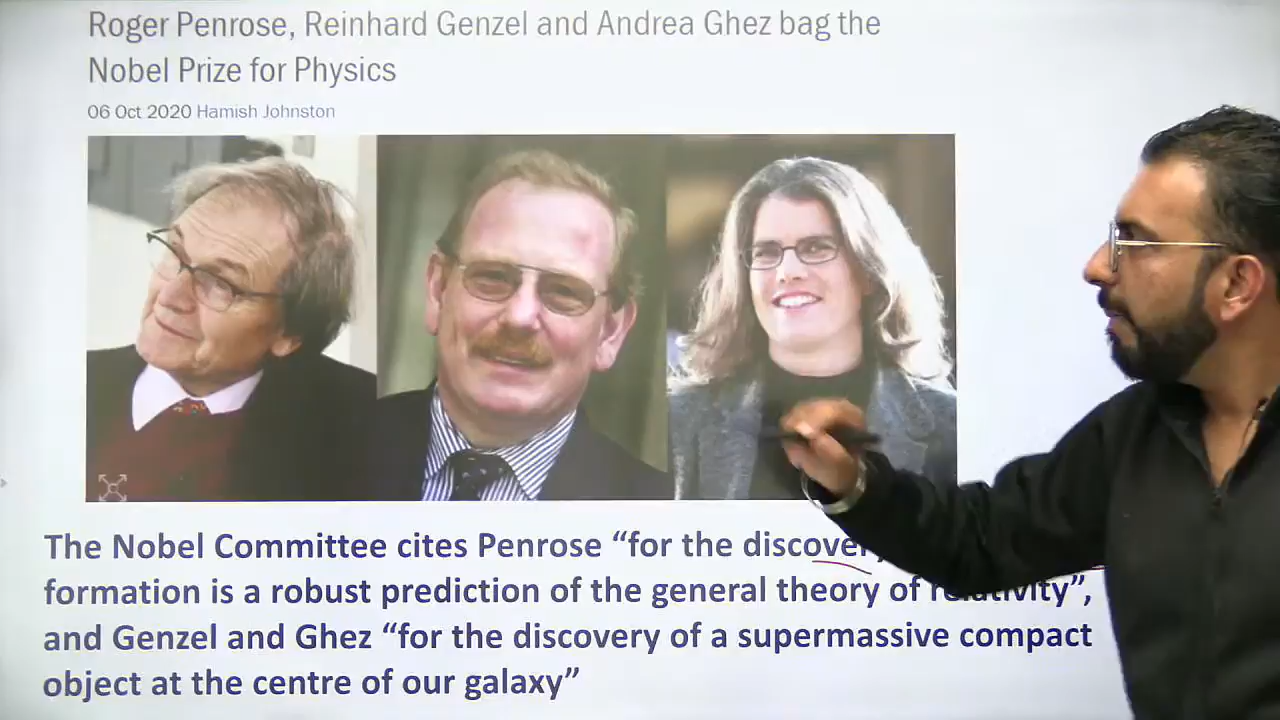 Roger Penrose, Reinhard Genzel and Andrea Ghez bag the
Nobel Prize for Physics
06 Oct 2020 Hamish Johnston
The Nobel Committee cites Penrose “for the discovery
formation is a robust prediction of the general theory of relativity”,
and Genzel and Ghez “for the discovery of a supermassive compact
object at the centre of our galaxy”